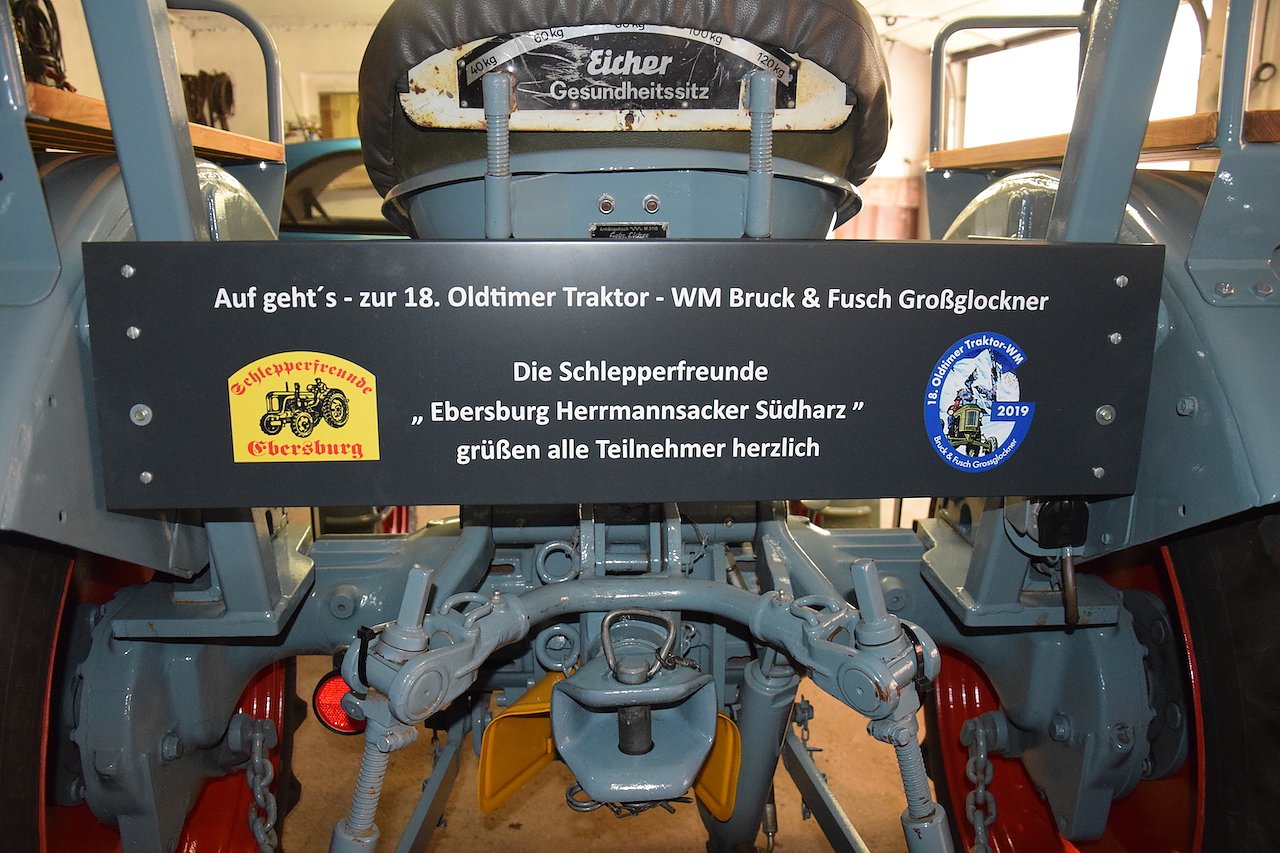 40 kg 60 kg 80 kg 100 kg 120 kg
Eicher
Gesundheitssitz
Auf geht´s - zur 18. Oldtimer Traktor - WM Bruck & Fusch Großglockner
Schlepperfreunde
Ebersburg
Die Schlepperfreunde
„ Ebersburg Herrmannsacker Südharz ”
grüßen alle Teilnehmer herzlich
18. Oldtimer Traktor-WM
2019
Bruck & Fusch Grossglockner